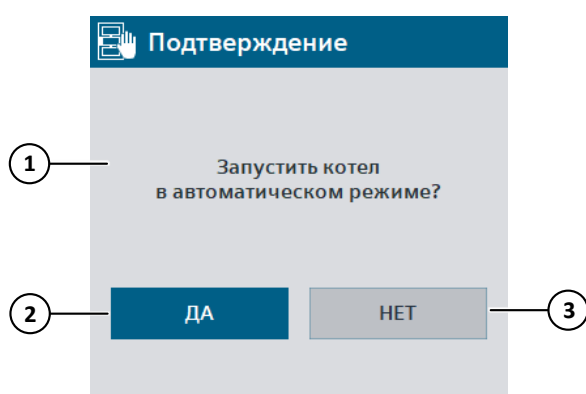 Подтверждение
1
Запустить котел
в автоматическом режиме?
2
ДА
НЕТ
3